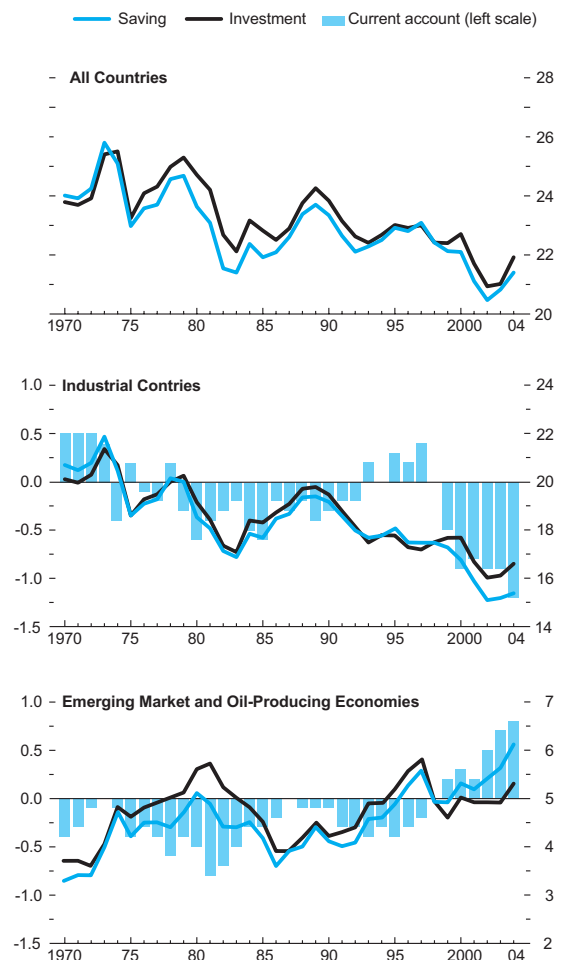 Saving Investment Current account (left scale)
All Countries
28
26
24
22
20
1970 75 80 85 90 95 2000 04
Industrial Contries
1.0 24
0.5 22
0.0 20
-0.5 18
-1.0 16
-1.5 14
1970 75 80 85 90 95 2000 04
Emerging Market and Oil-Producing Economies
1.0 7
0.5 6
0.0 5
-0.5 4
-1.0 3
-1.5 2
1970 75 80 85 90 95 2000 04